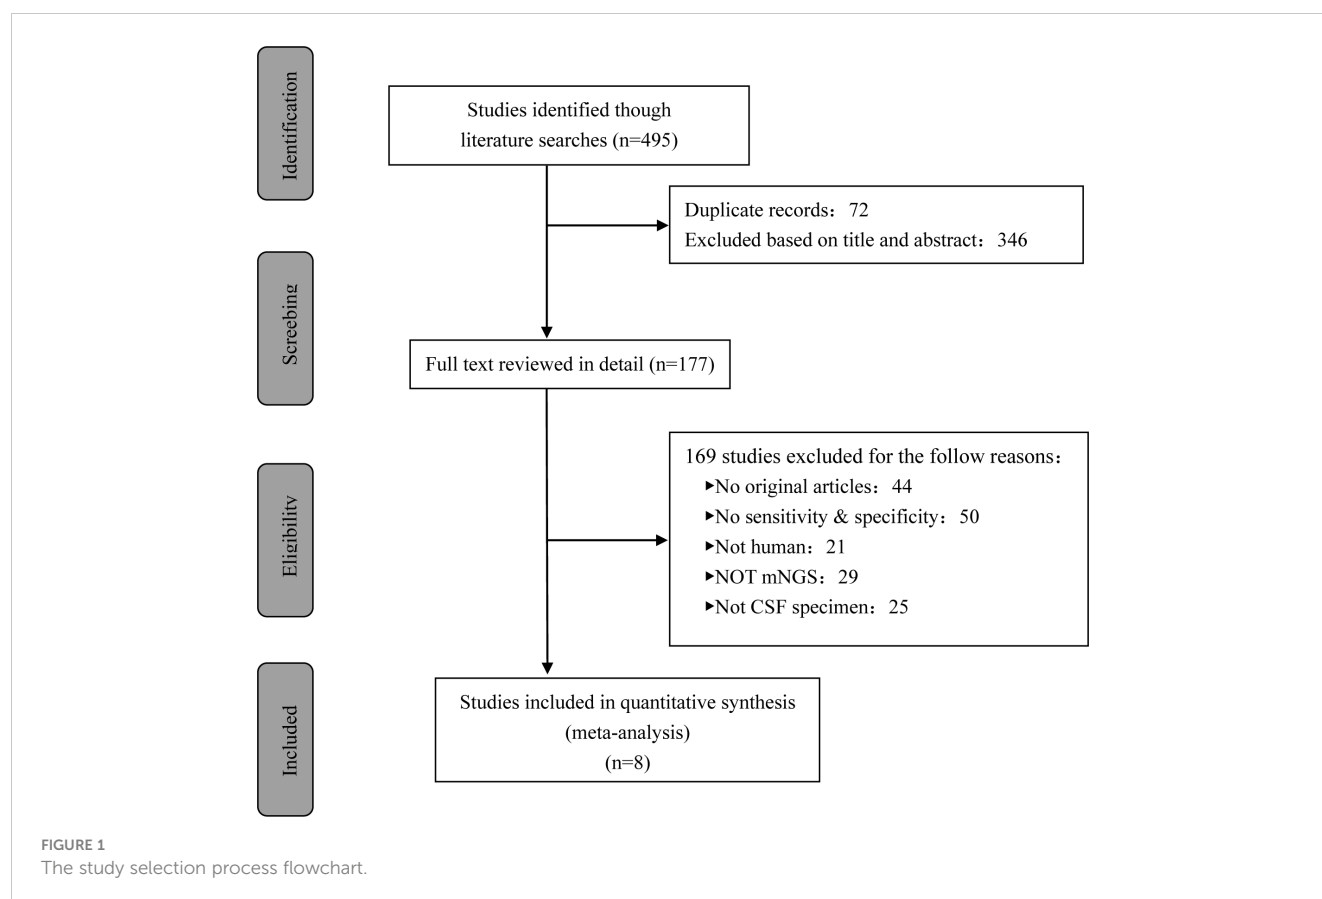 Identification
Studies identified though
literature searches (n=495)
Duplicate records：72
Excluded based on title and abstract：346
Screebing
Full text reviewed in detail (n=177)
169 studies excluded for the follow reasons：
▶No original articles：44
▶No sensitivity & specificity：50
▶Not human：21
▶NOT mNGS：29
▶Not CSF specimen：25
Eligibility
Studies included in quantitative synthesis
(meta-analysis)
(n=8)
Included
FIGURE 1
The study selection process flowchart.